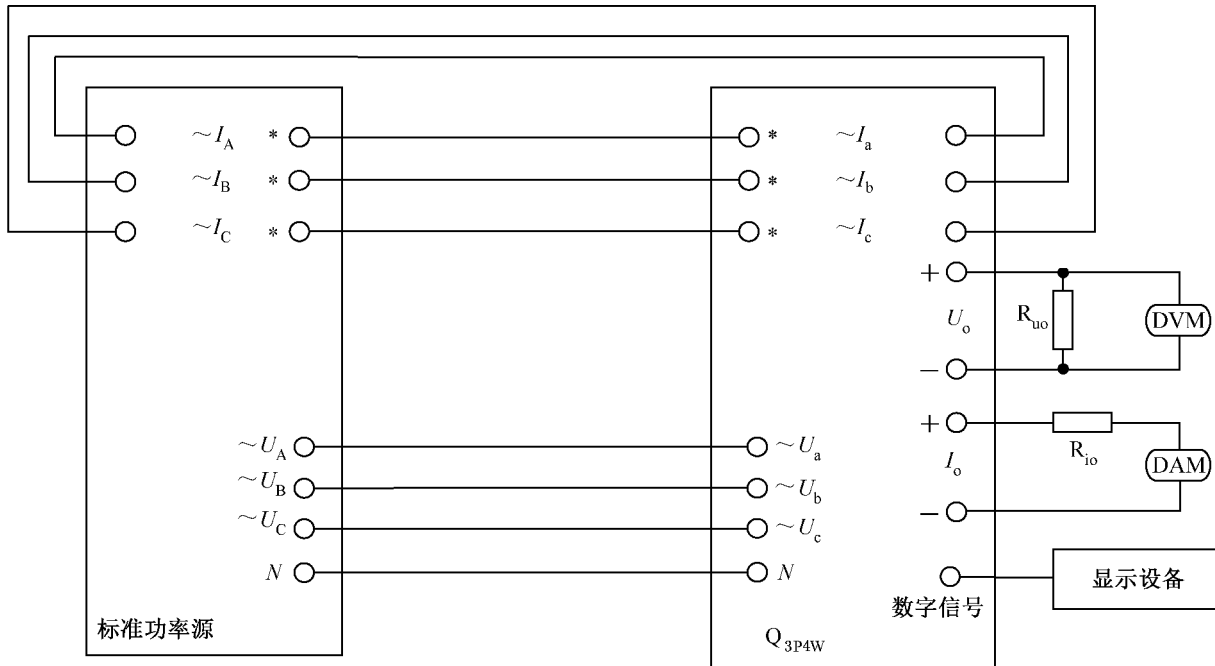 ~I_A * * ~I_a
~I_B * * ~I_b
~I_C * * ~I_c
+
U_o R_uo DVM
−
~U_A ~U_a
~U_B ~U_b
~U_C ~U_c
N N
+
I_o R_io DAM
−
数字信号 显示设备
标准功率源 Q_3P4W